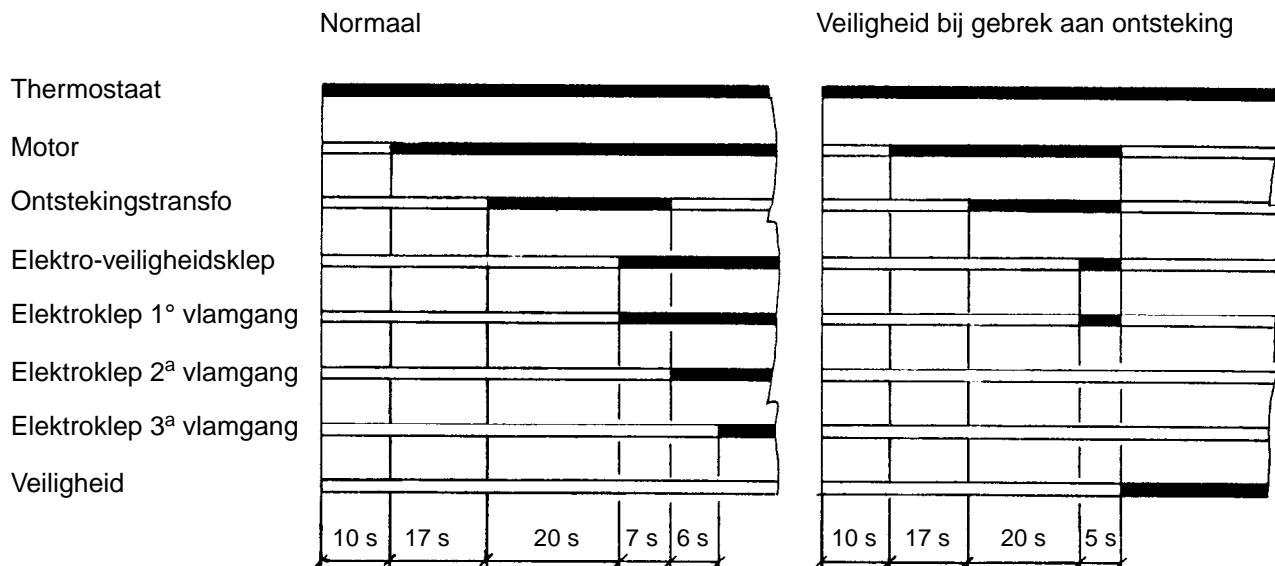 Normaal
Veiligheid bij gebrek aan ontsteking
Thermostaat
Motor
Ontstekingstransfo
Elektro-veiligheidsklep
Elektroklep 1° vlamgang
Elektroklep 2ª vlamgang
Elektroklep 3ª vlamgang
Veiligheid
10 s 17 s 20 s 7 s 6 s
10 s 17 s 20 s 5 s